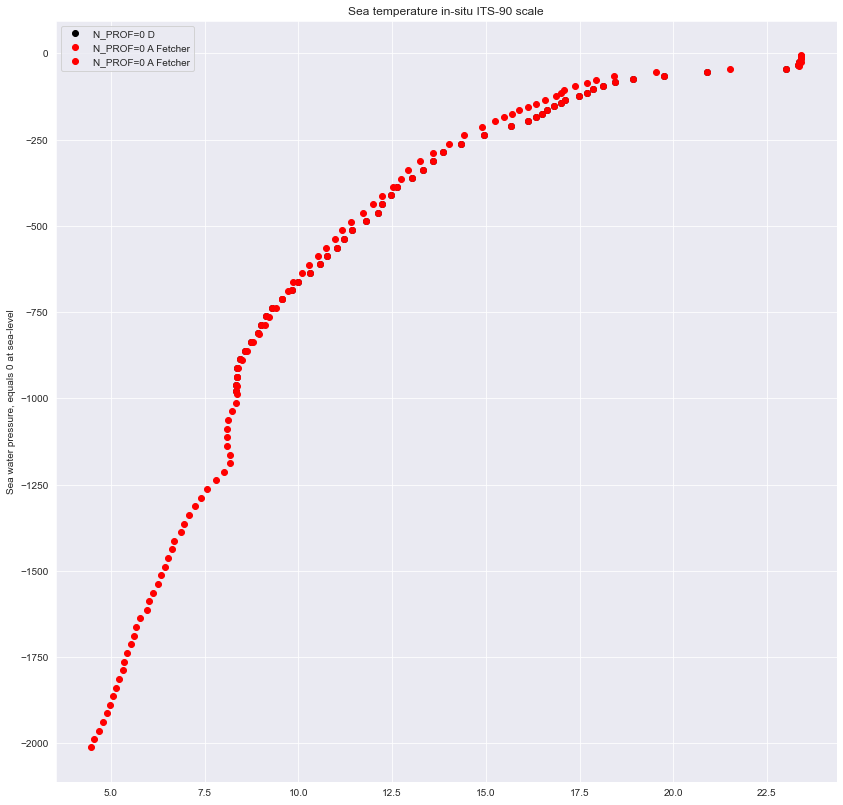 Sea temperature in-situ ITS-90 scale
N_PROF=0 D
N_PROF=0 A Fetcher
N_PROF=0 A Fetcher
Sea water pressure, equals 0 at sea-level
0
−250
−500
−750
−1000
−1250
−1500
−1750
−2000
5.0 7.5 10.0 12.5 15.0 17.5 20.0 22.5